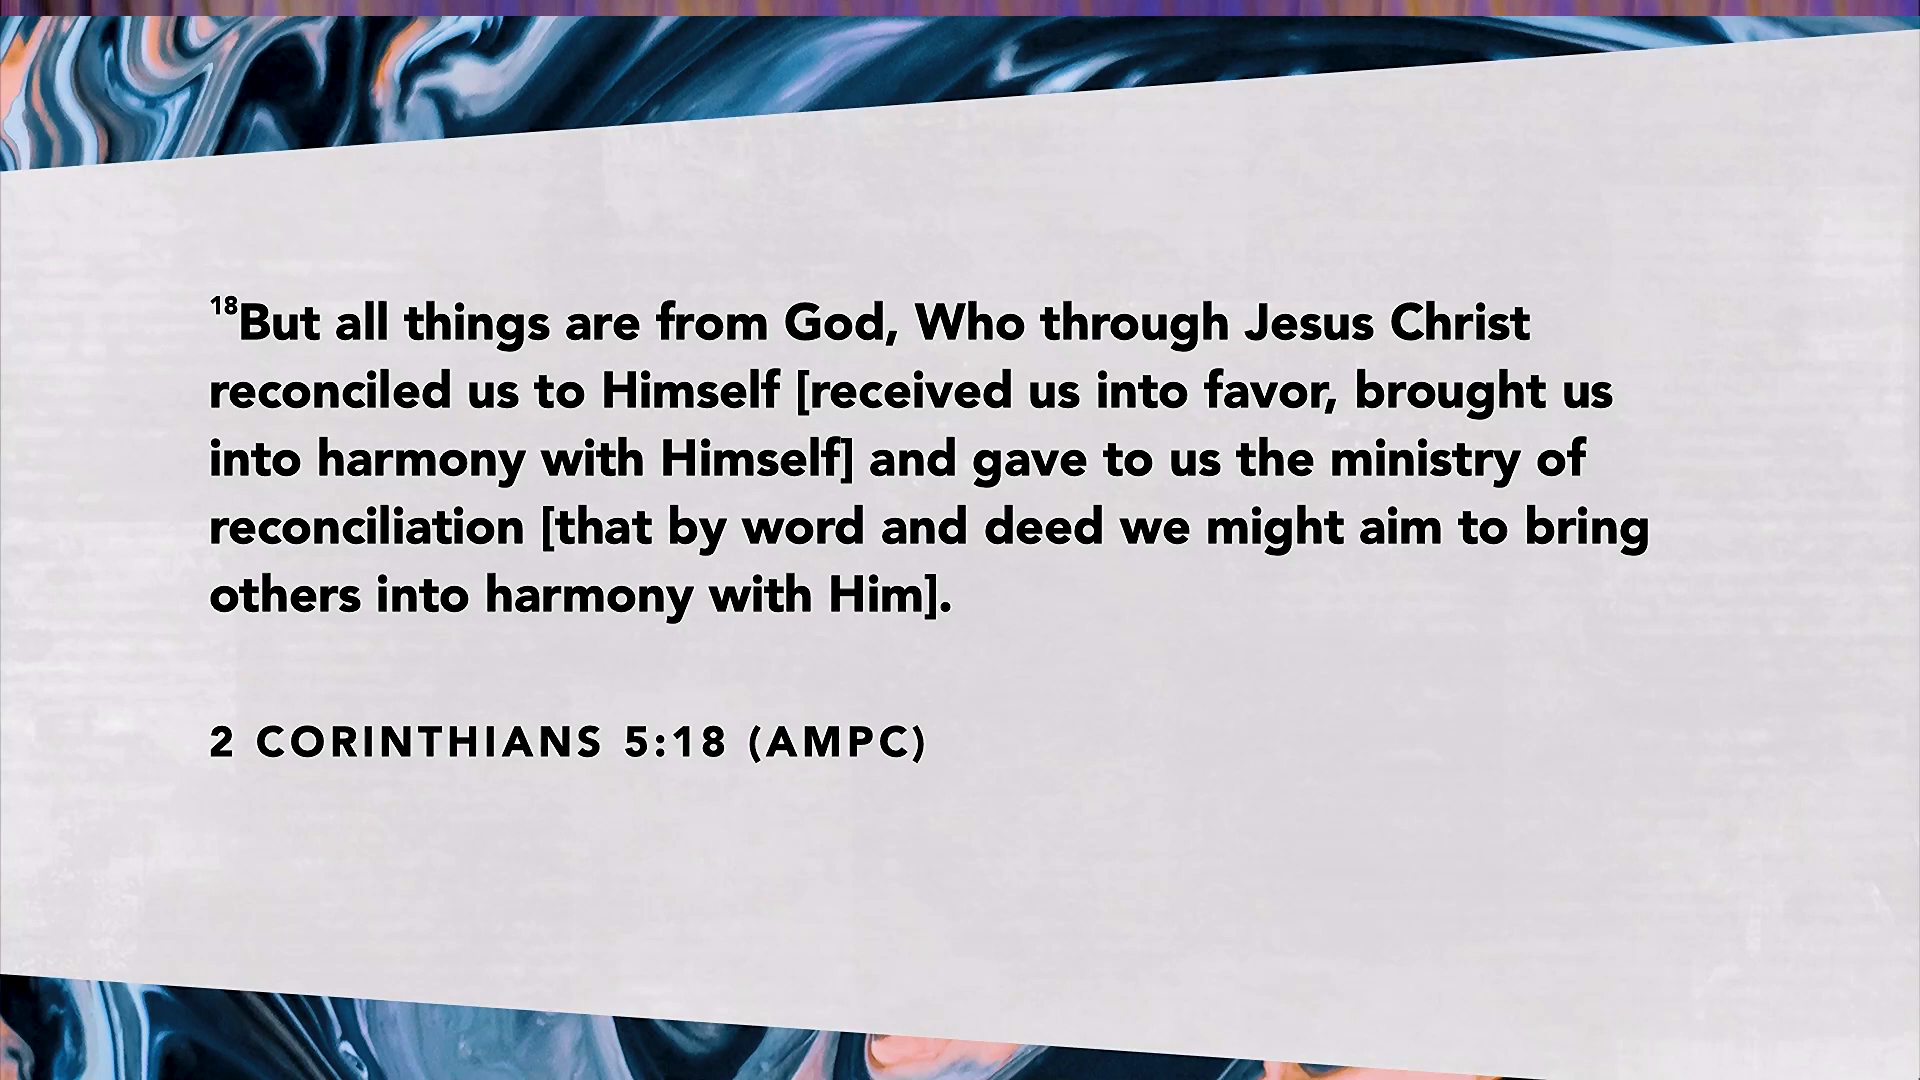 18But all things are from God, Who through Jesus Christ
reconciled us to Himself [received us into favor, brought us
into harmony with Himself] and gave to us the ministry of
reconciliation [that by word and deed we might aim to bring
others into harmony with Him].
2 CORINTHIANS 5:18 (AMPC)